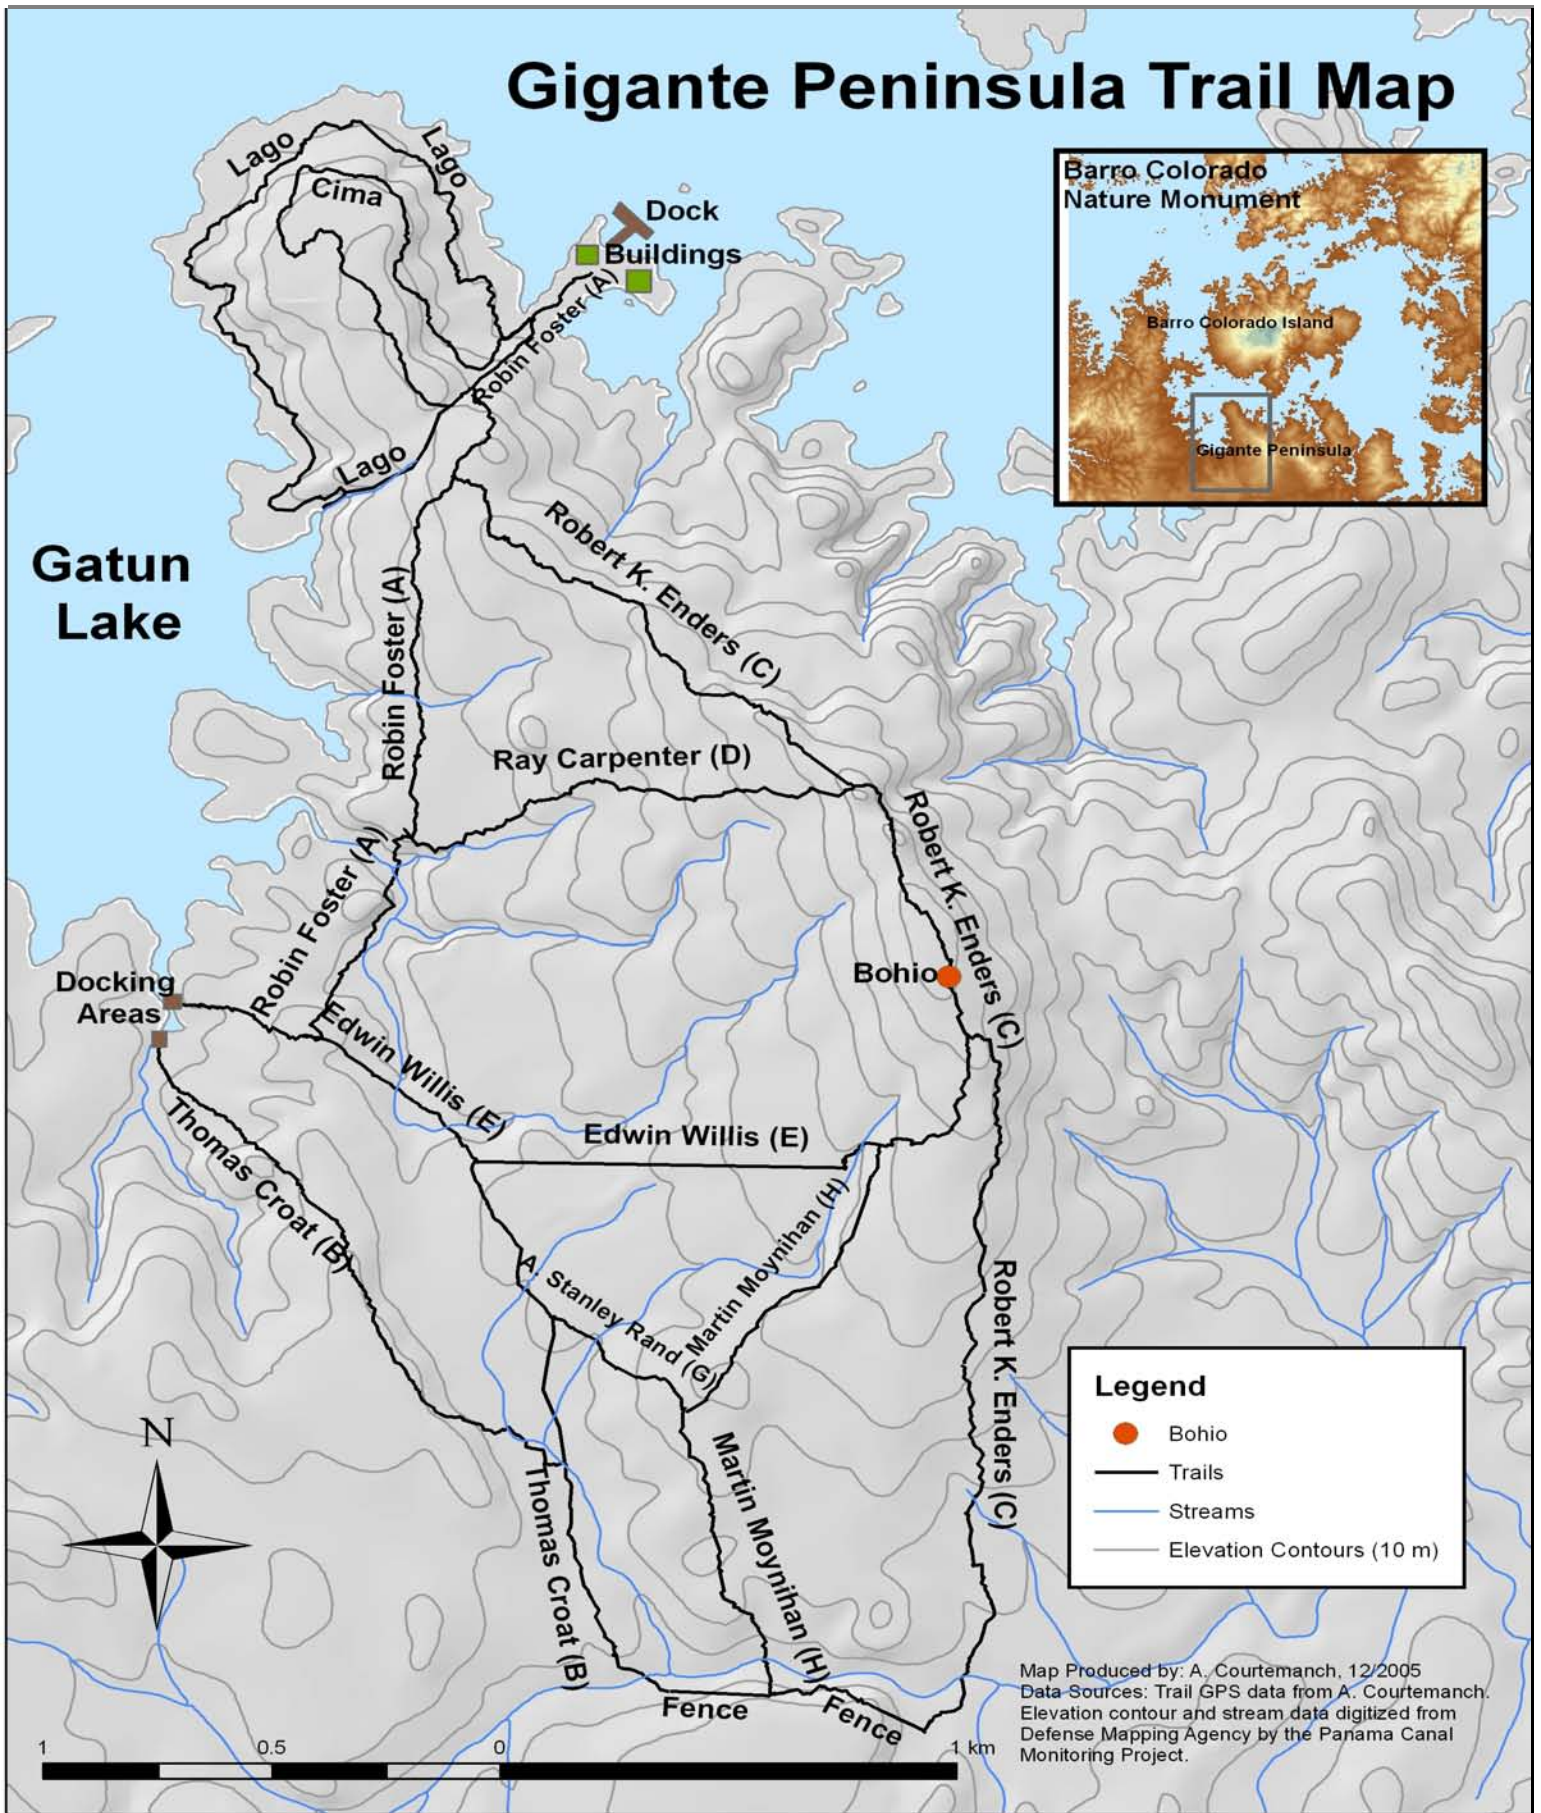 Gigante Peninsula Trail Map
Barro Colorado
Nature Monument
Barro Colorado Island
Gigante Peninsula
Lago
Lago
Cima
Dock
Buildings
Robin Foster (A)
Lago
Gatun
Lake
Robert K. Enders (C)
Robin Foster (A)
Ray Carpenter (D)
Robert K. Enders (C)
Robin Foster (A)
Bohio
Docking
Areas
Edwin Willis (E)
Edwin Willis (E)
Thomas Croat (B)
Martin Moynihan (H)
A. Stanley Rand (G)
Robert K. Enders (C)
Legend
Bohio
Trails
Streams
Elevation Contours (10 m)
N
Thomas Croat (B)
Martin Moynihan (H)
Fence
Fence
Map Produced by: A. Courtemanch, 12/2005
Data Sources: Trail GPS data from A. Courtemanch.
Elevation contour and stream data digitized from
Defense Mapping Agency by the Panama Canal
Monitoring Project.
1 0.5 0 1 km